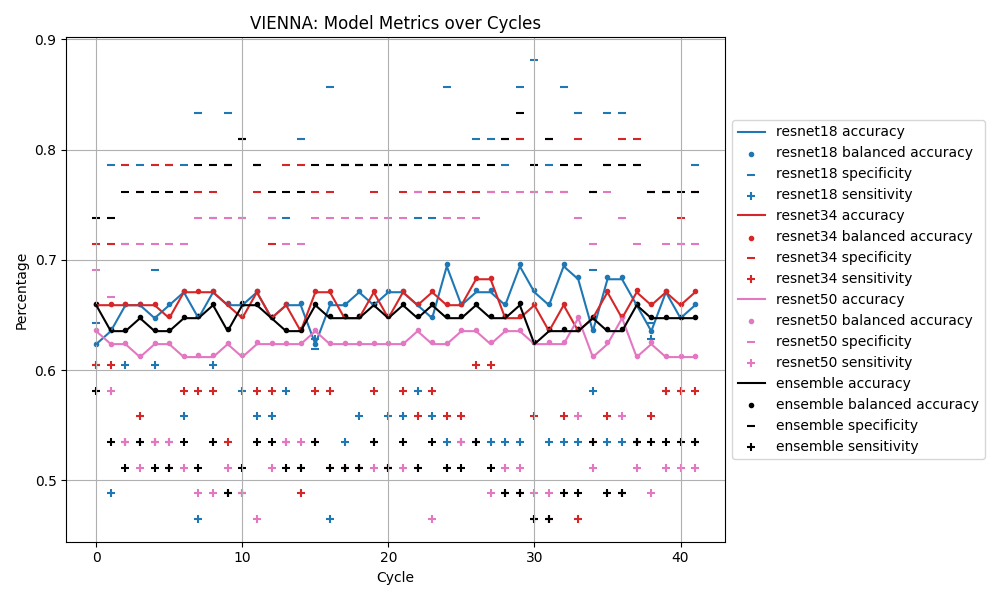 VIENNA: Model Metrics over Cycles
0.9
0.8
0.7
0.6
0.5
Percentage
0
10
20
30
40
Cycle
resnet18 accuracy
resnet18 balanced accuracy
resnet18 specificity
resnet18 sensitivity
resnet34 accuracy
resnet34 balanced accuracy
resnet34 specificity
resnet34 sensitivity
resnet50 accuracy
resnet50 balanced accuracy
resnet50 specificity
resnet50 sensitivity
ensemble accuracy
ensemble balanced accuracy
ensemble specificity
ensemble sensitivity